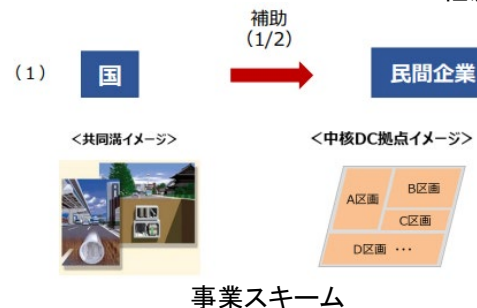 補助
(1/2)
(1) 国 民間企業
<共同溝イメージ> <中核DC拠点イメージ>
A区画 B区画
C区画
D区画 ・・・
事業スキーム